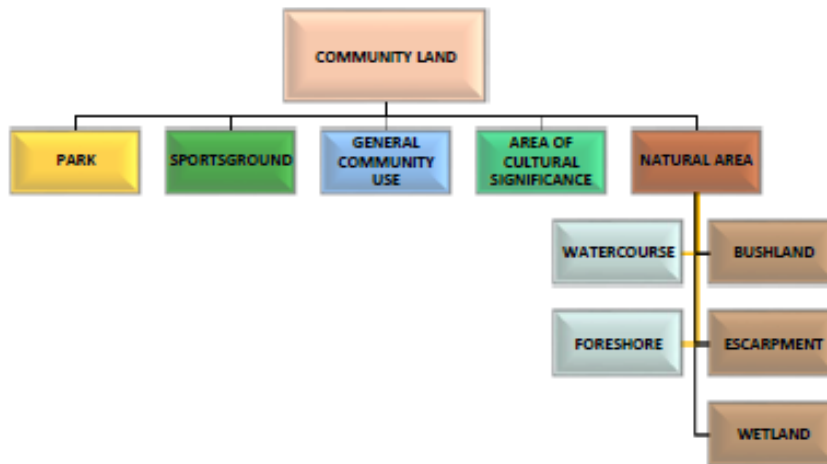 COMMUNITY LAND
PARK
SPORTSGROUND
GENERAL
COMMUNITY
USE
AREA OF
CULTURAL
SIGNIFICANCE
NATURAL AREA
WATERCOURSE
BUSHLAND
FORESHORE
ESCARPMENT
WETLAND